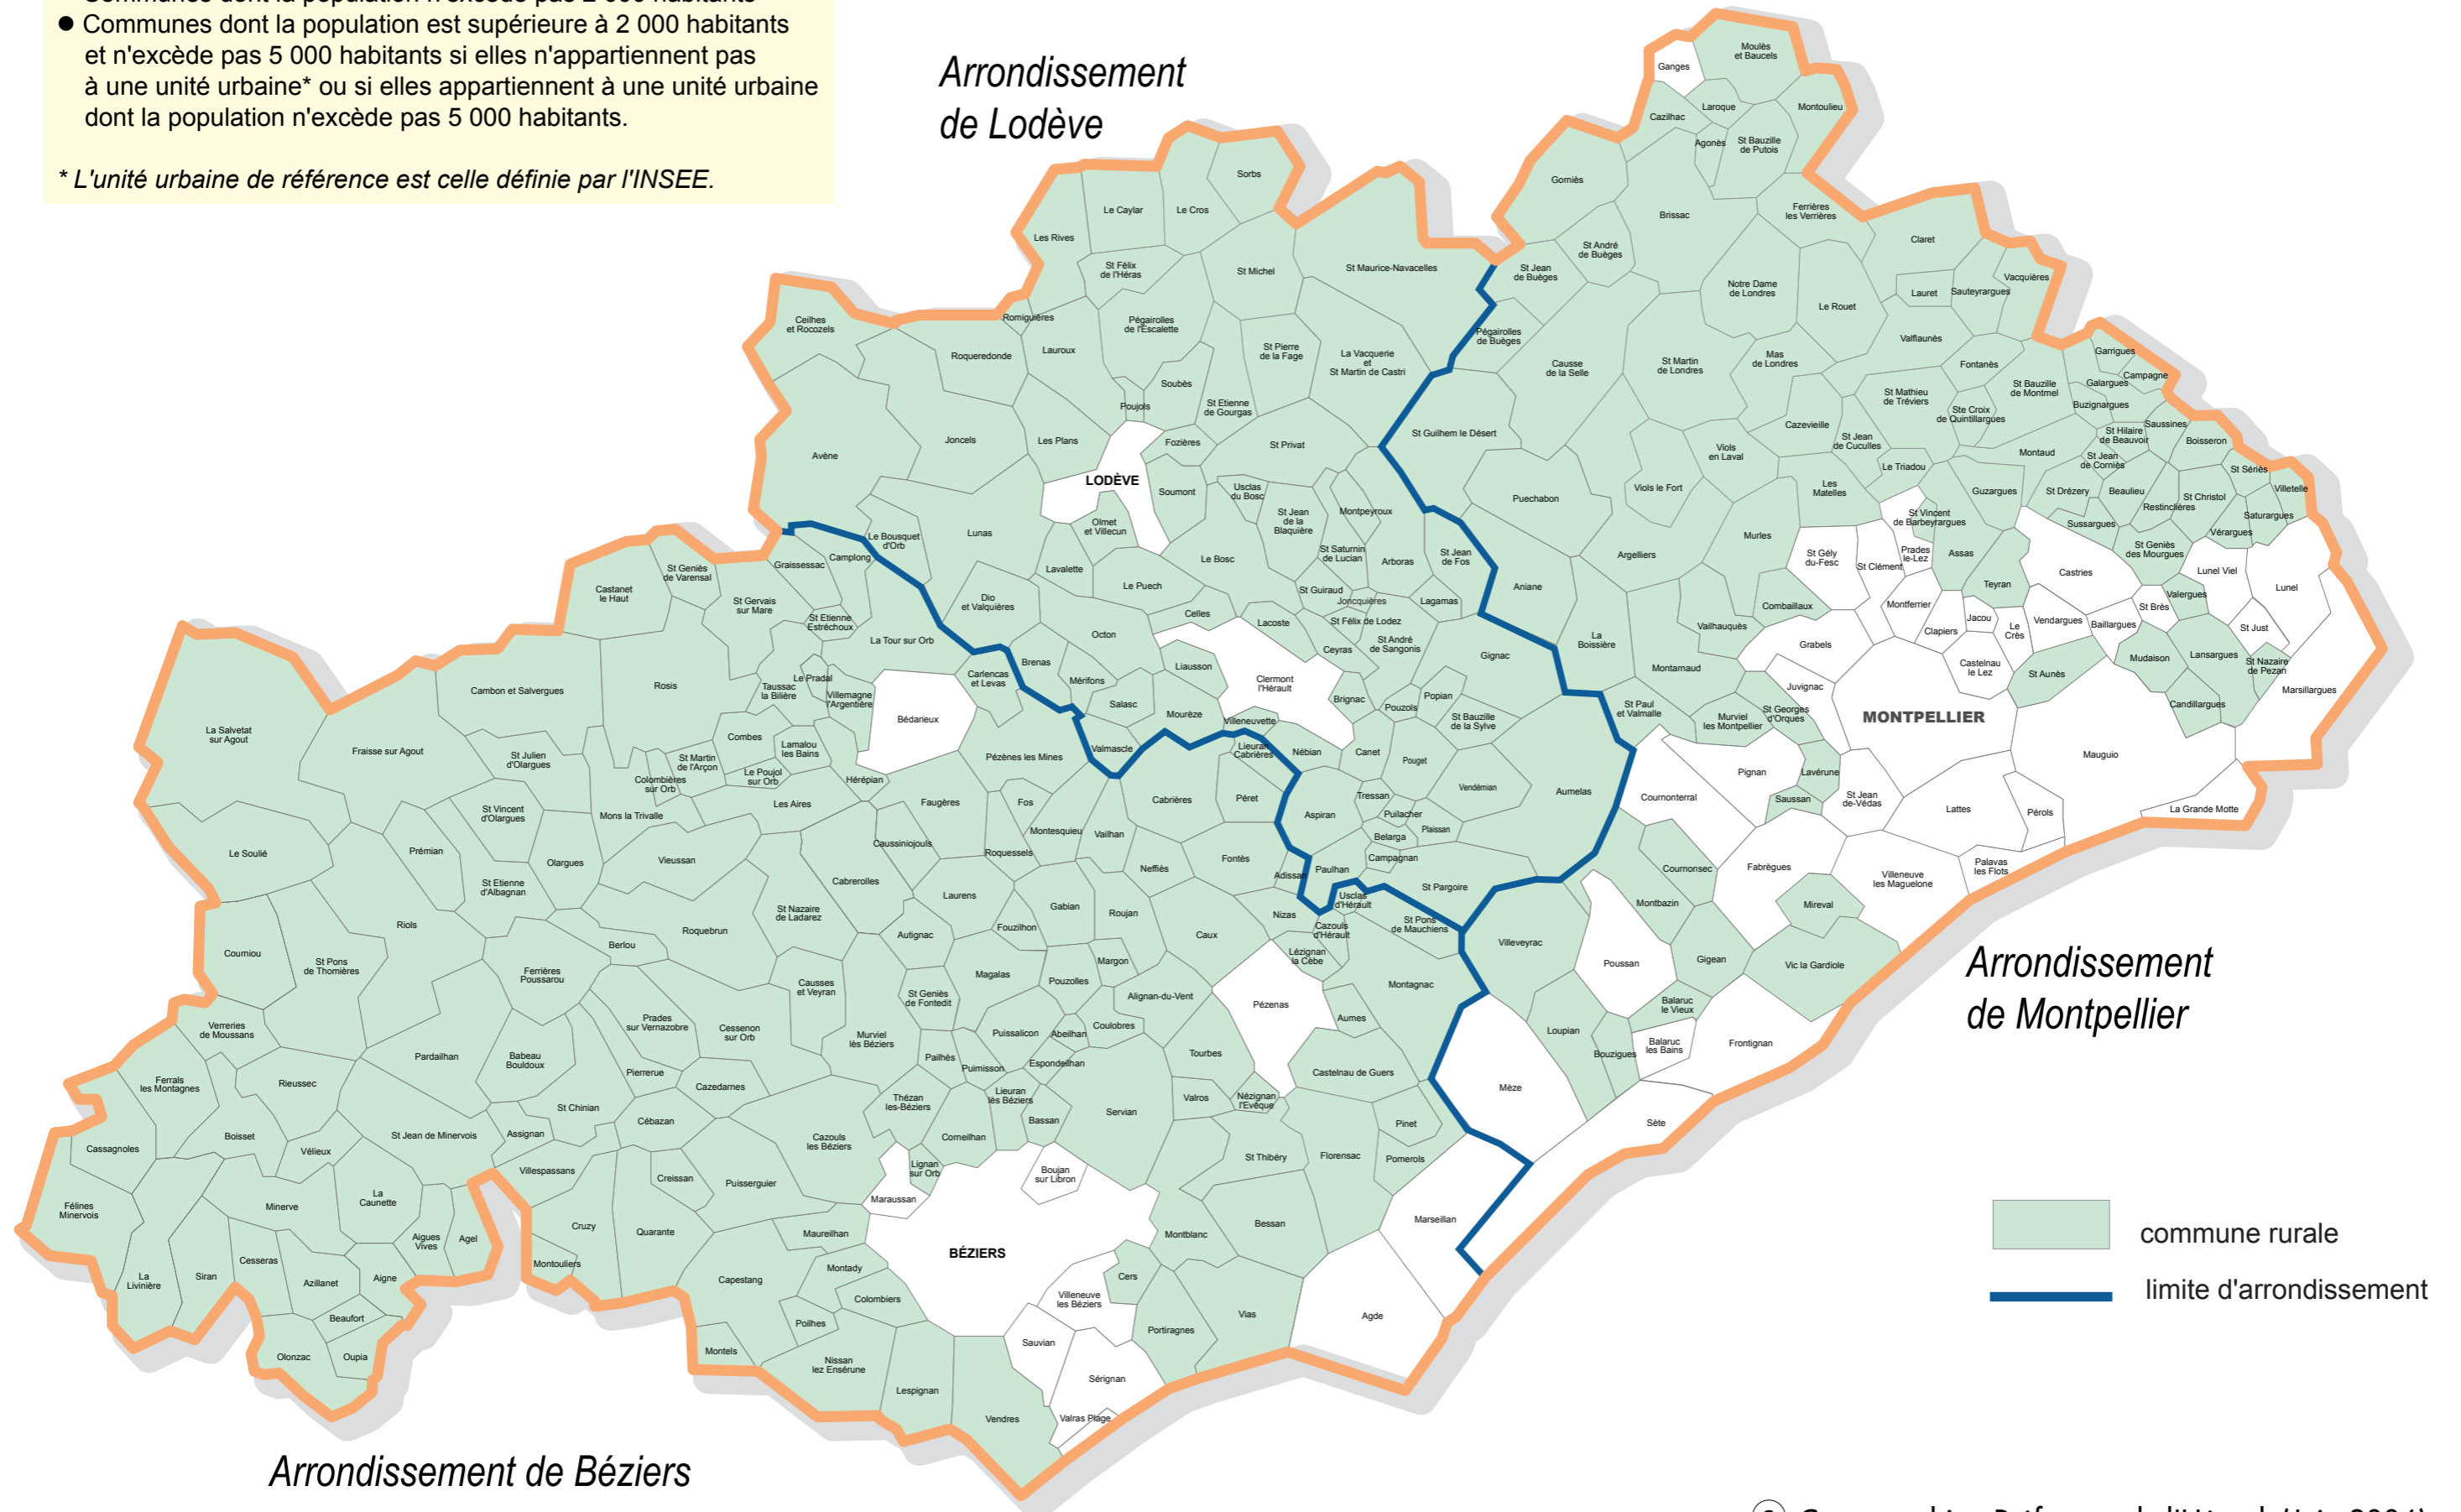 ● Communes dont la population est supérieure à 2 000 habitants
et n'excède pas 5 000 habitants si elles n'appartiennent pas
à une unité urbaine* ou si elles appartiennent à une unité urbaine
dont la population n'excède pas 5 000 habitants.
* L'unité urbaine de référence est celle définie par l'INSEE.
Arrondissement
de Lodève
Ganges
Moulès
et Baucels
Laroque
Montoulieu
Cazilhac
Agonès
St Bauzille
de Putois
Gorniès
Brissac
Ferrières
les Verrières
Claret
St André
de Buèges
St Jean
de Buèges
Vacquières
Notre Dame
de Londres
Lauret
Sauteyrargues
Le Rouet
Pégairolles
de Buèges
Valflaunès
Causse
de la Selle
St Martin
de Londres
Mas
de Londres
Fontanès
Garrigues
Campagne
Galargues
St Bauzille
de Montmel
St Mathieu
de Tréviers
Ste Croix
de Quintillargues
Buzignargues
Saussines
St Hilaire
de Beauvoir
Boisseron
Cazevieille
St Jean
de Cuculles
Viols
en Laval
Montaud
St Jean
de Corniès
Le Triadou
St Sériès
Villetelle
Sorbs
Le Caylar
Le Cros
Les Rives
St Félix
de l'Héras
St Michel
St Maurice-Navacelles
Romiguières
Pégairolles
de l'Escalette
Ceilhes
et Rocozels
Roqueredonde
Lauroux
St Pierre
de la Fage
La Vacquerie
et
St Martin de Castri
Soubès
Poujols
St Etienne
de Gourgas
Avène
Joncels
Les Plans
Fozières
St Privat
St Guilhem le Désert
LODÈVE
Soumont
Usclas
du Bosc
Puechabon
Viols le Fort
Les
Matelles
Guzargues
St Drézery
Beaulieu
St Christol
Restinclières
Saturargues
Vérargues
Sussargues
St Geniès
des Mourgues
St Vincent
de Barbeyrargues
Olmet
et Villecun
St Jean
de la
Blaquière
Montpeyroux
Le Bousquet
d'Orb
Lunas
Camplong
Graissessac
Lavalette
Le Bosc
St Saturnin
de Lucian
Arboras
St Jean
de Fos
Argelliers
Murles
St Gély
du-Fesc
St Clément
Prades
le-Lez
Assas
Teyran
Castries
Lunel Viel
Lunel
Castanet
le Haut
St Geniès
de Varensal
St Gervais
sur Mare
St Etienne
Estréchoux
Dio
et Valquières
Le Puech
Celles
St Guiraud
Joncquières
Lagamas
Aniane
Combaillaux
Montferrier
Valergues
St Brès
Vendargues
Baillargues
St Just
Jacou
Le
Crès
Clapiers
La Tour sur Orb
Octon
Lacoste
St Félix de Lodez
St André
de Sangonis
Ceyras
Gignac
La
Boissière
Vailhauquès
Grabels
Montarnaud
Castelnau
le Lez
St Aunès
Mudaison
Lansargues
St Nazaire
de Pezan
Marsillargues
Candillargues
Brenas
Mérifons
Liausson
Clermont
l'Hérault
Brignac
Popian
Pouzols
Carlencas
et Levas
Le Pradal
Taussac
la Bilière
Villemagne
l'Argentière
Rosis
Cambon et Salvergues
Bédarieux
Salasc
Mourèze
Villeneuvette
St Bauzille
de la Sylve
St Paul
et Valmalle
Juvignac
St Georges
d'Orques
Murviel
les Montpellier
MONTPELLIER
Mauguio
La Salvetat
sur Agout
Fraisse sur Agout
St Julien
d'Olargues
Combes
Lamalou
les Bains
St Martin
de l'Arçon
Le Poujol
sur Orb
Colombières
sur Orb
Hérépian
Pézènes les Mines
Valmascle
Lieuran
Cabrières
Nébian
Canet
Pouget
Vendémian
Aumelas
Pignan
Lavérune
Saussan
Cournonterral
St Jean
de-Védas
Lattes
Pérols
La Grande Motte
St Vincent
d'Olargues
Mons la Trivalle
Les Aires
Faugères
Fos
Cabrières
Péret
Aspiran
Tressan
Puilacher
Plaissan
Belarga
Campagnan
Montesquieu
Vailhan
Caussiniojouls
Roquessels
Le Soulié
Prémian
Olargues
Vieussan
Cabrerolles
Neffiès
Fontès
Adissan
Paulhan
St Pargoire
Cournonsec
Fabrègues
Villeneuve
les Maguelone
Palavas
les Flots
St Etienne
d'Albagnan
Laurens
Usclas
d'Hérault
Montbazin
Mireval
Riols
St Nazaire
de Ladarez
Gabian
Roujan
Nizas
Cazouls
d'Hérault
St Pons
de Mauchiens
Roquebrun
Autignac
Fouzilhon
Caux
Villeveyrac
Berlou
Courniou
St Pons
de Thomières
Ferrières
Poussarou
Magalas
Margon
Pouzolles
Lézignan
la Cèbe
Poussan
Gigean
Vic la Gardiole
Arrondissement
de Montpellier
Causses
et Veyran
St Geniès
de Fontedit
Alignan-du-Vent
Pézenas
Montagnac
Aumes
Balaruc
le Vieux
Verreries
de Moussans
Prades
sur Vernazobre
Cessenon
sur Orb
Murviel
lès Béziers
Puissalicon
Abeilhan
Coulobres
Loupian
Balaruc
les Bains
Frontignan
Bouzigues
Pardailhan
Babeau
Bouldoux
Pailhès
Puimisson
Espondeilhan
Tourbes
Castelnau de Guers
Mèze
Ferrals
les Montagnes
Rieussec
Pierrerue
Cazedarnes
Thézan
les-Béziers
Lieuran
lès Béziers
Valros
Nézignan
l'Evêque
Servian
Bassan
St Chinian
Cébazan
Pinet
Sète
Cassagnoles
Boisset
Vélieux
St Jean de Minervois
Assignan
Cazouls
les Béziers
Corneilhan
Lignan
sur Orb
Boujan
sur Libron
St Thibéry
Florensac
Pomerols
Villespassans
Creissan
Puisserguier
Maraussan
Félines
Minervois
Minerve
La
Caunette
Aigues
Vives
Agel
Cruzy
Quarante
Maureilhan
BÉZIERS
Montblanc
Bessan
Marseillan
commune rurale
limite d'arrondissement
La
Livinière
Siran
Cesseras
Azillanet
Aigne
Montouliers
Capestang
Montady
Colombiers
Cers
Villeneuve
les Béziers
Beaufort
Poilhes
Portiragnes
Vias
Agde
Olonzac
Oupia
Montels
Nissan
lez Ensérune
Lespignan
Sauvian
Sérignan
Vendres
Valras Plage
Arrondissement de Béziers